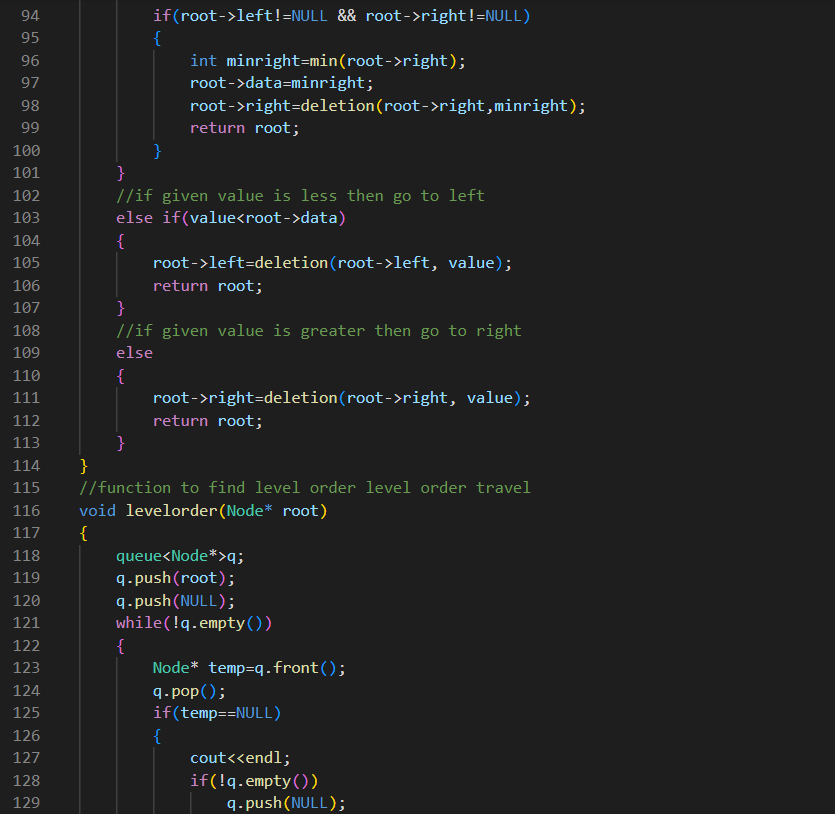 94 if(root->left!=NULL && root->right!=NULL)
95 {
96 int minright=min(root->right);
97 root->data=minright;
98 root->right=deletion(root->right,minright);
99 return root;
100 }
101 }
102 //if given value is less then go to left
103 else if(value<root->data)
104 {
105 root->left=deletion(root->left, value);
106 return root;
107 }
108 //if given value is greater then go to right
109 else
110 {
111 root->right=deletion(root->right, value);
112 return root;
113 }
114 }
115 //function to find level order level order travel
116 void levelorder(Node* root)
117 {
118 queue<Node*>q;
119 q.push(root);
120 q.push(NULL);
121 while(!q.empty())
122 {
123 Node* temp=q.front();
124 q.pop();
125 if(temp==NULL)
126 {
127 cout<<endl;
128 if(!q.empty())
129 q.push(NULL);